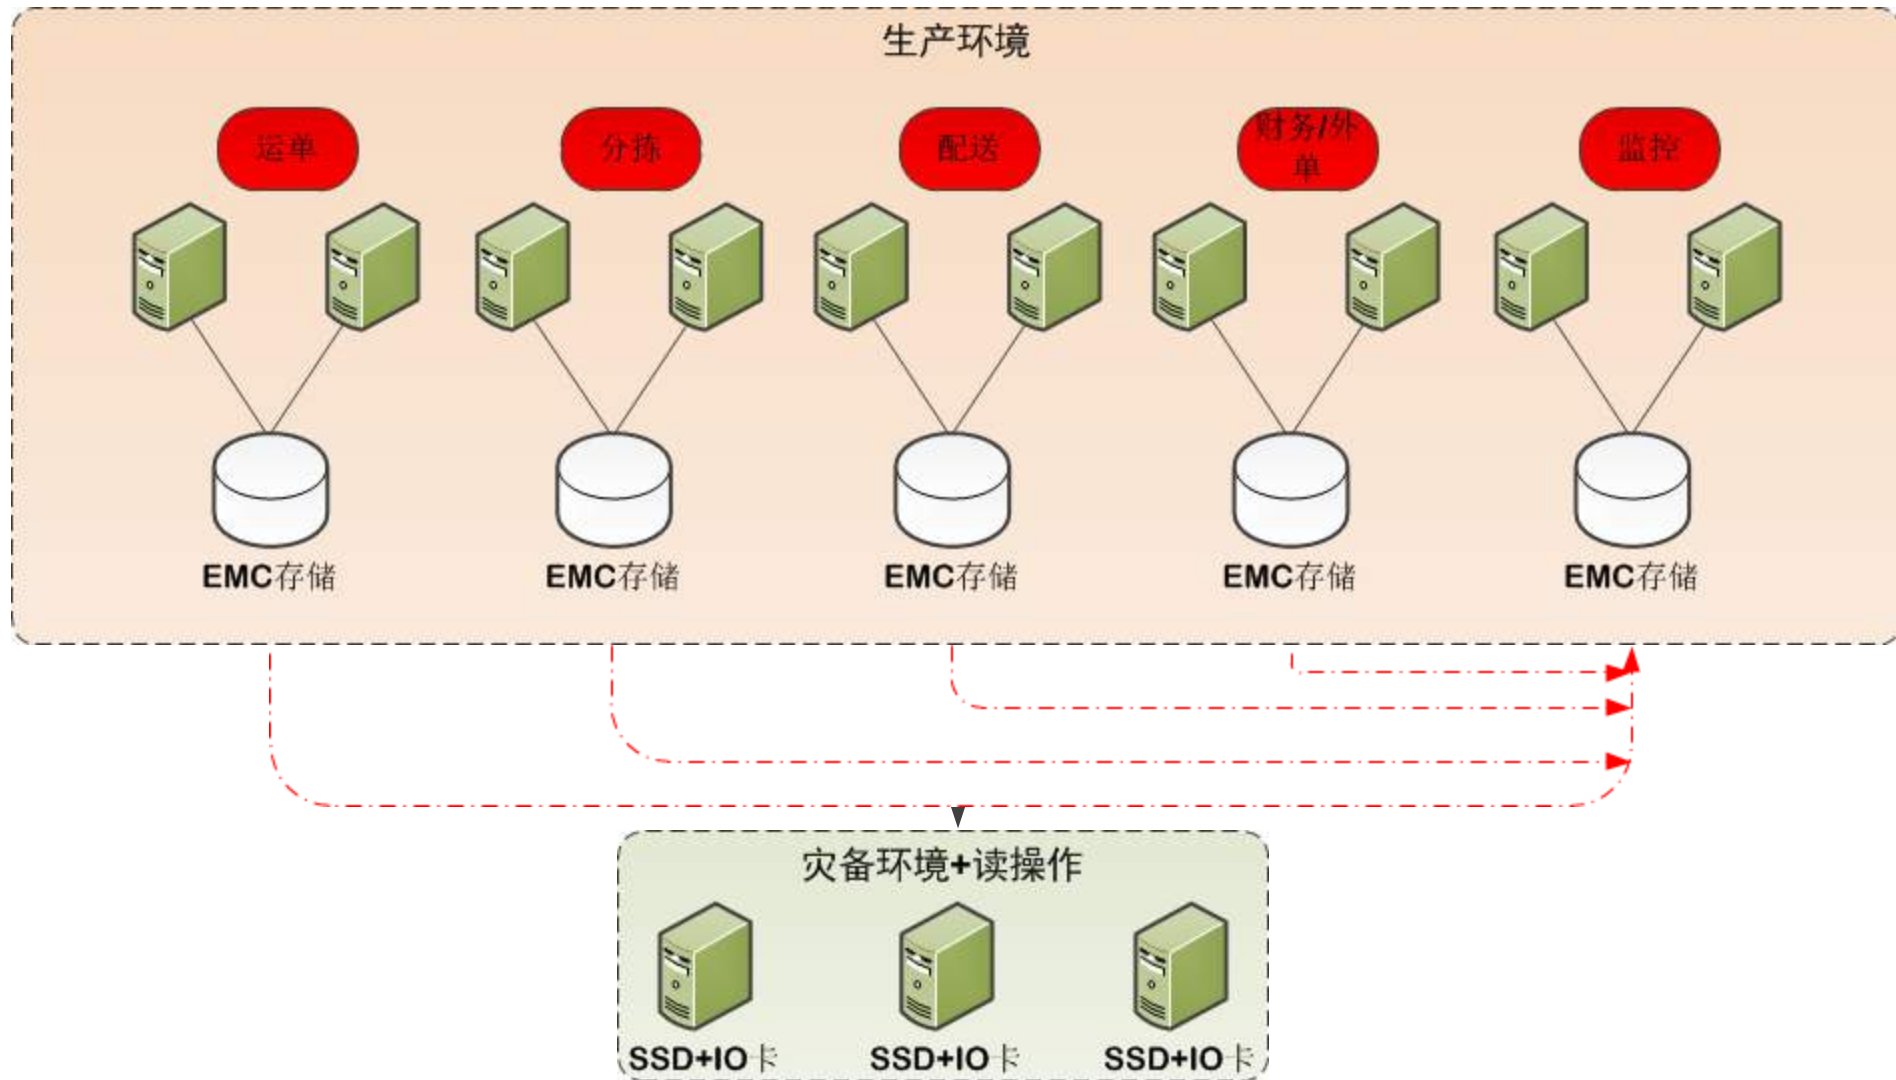 生产环境
运单
分拣
配送
财务/外
单
监控
EMC存储
EMC存储
EMC存储
EMC存储
EMC存储
灾备环境+读操作
SSD+IO卡
SSD+IO卡
SSD+IO卡